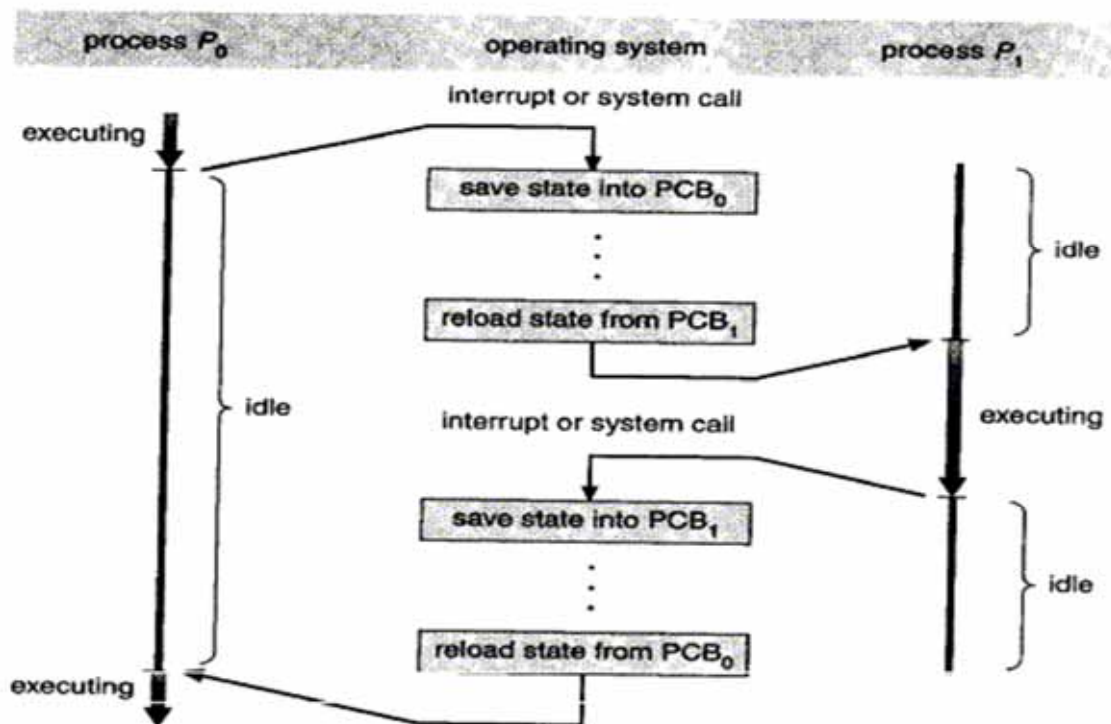 process P₀
operating system
process P₁
interrupt or system call
executing
save state into PCB₀
idle
reload state from PCB₁
idle
interrupt or system call
executing
save state into PCB₁
idle
reload state from PCB₀
executing